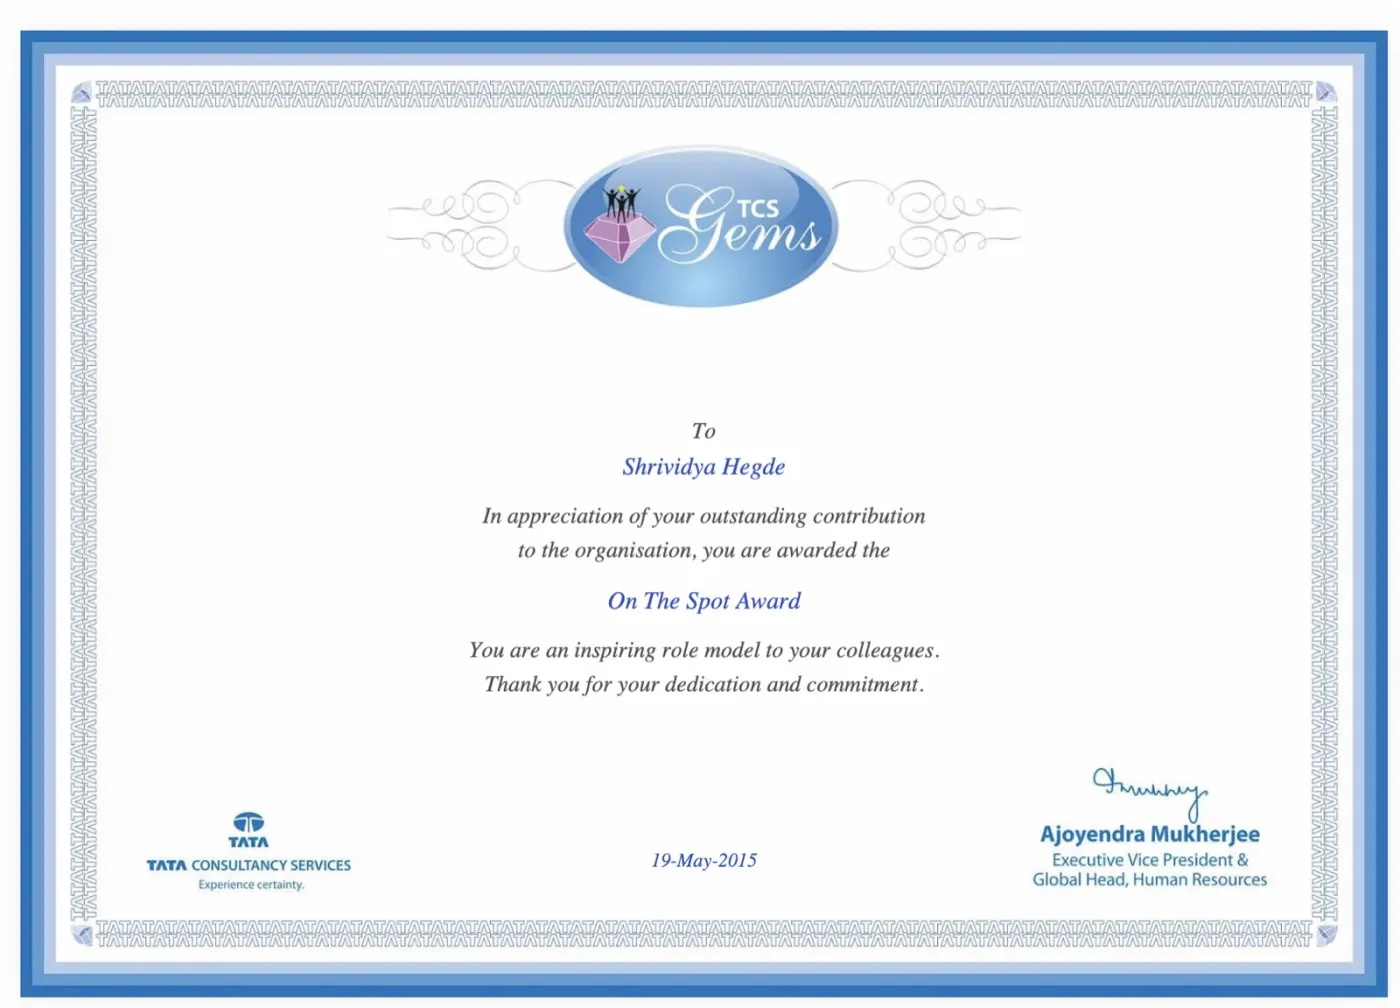 TCS
Gems
To
Shrividya Hegde
In appreciation of your outstanding contribution
to the organisation, you are awarded the
On The Spot Award
You are an inspiring role model to your colleagues.
Thank you for your dedication and commitment.
TATA
TATA CONSULTANCY SERVICES
Experience certainty.
19-May-2015
Ajoyendra Mukherjee
Executive Vice President &
Global Head, Human Resources